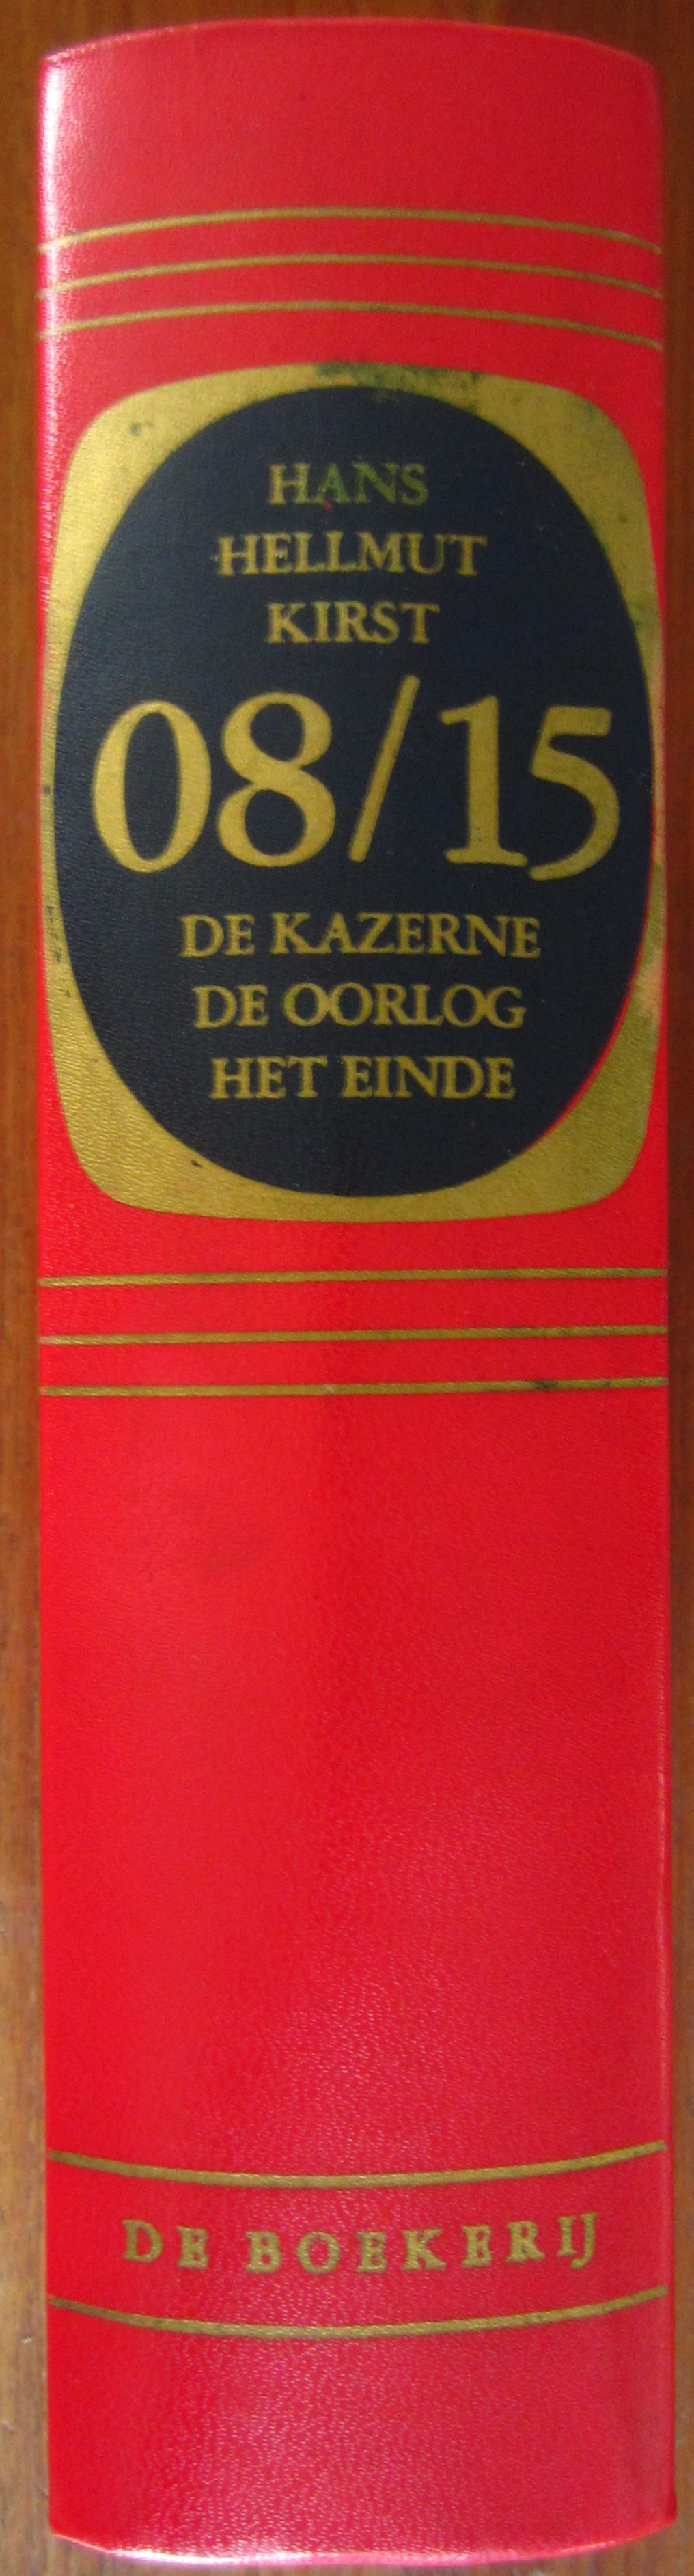 HANS
HELLMUT
KIRST
08/15
DE KAZERNE
DE OORLOG
HET EINDE
DE BOEKERIJ